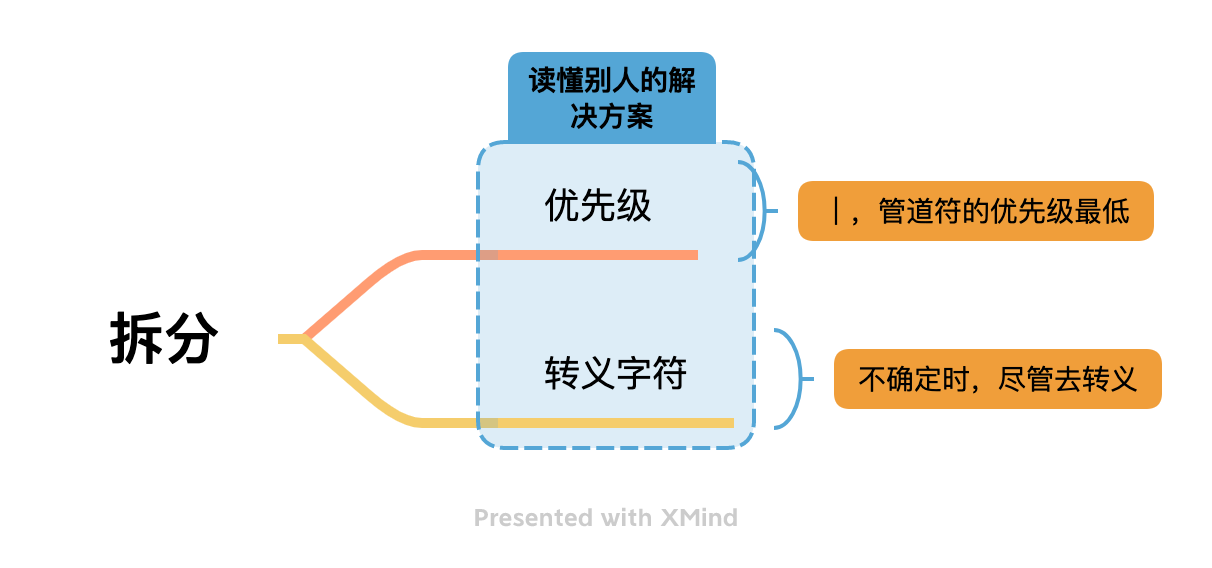 读懂别人的解
决方案
优先级
｜，管道符的优先级最低
拆分
转义字符
不确定时，尽管去转义
Presented with XMind